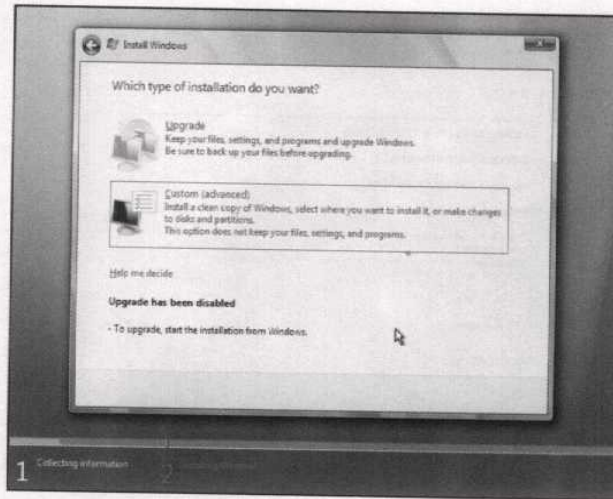 Install Windows
Which type of installation do you want?
Upgrade
Keep your files, settings, and programs and upgrade Windows.
Be sure to back up your files before upgrading.
Custom (advanced)
Install a clean copy of Windows, select where you want to install it, or make changes
to disks and partitions.
This option does not keep your files, settings, and programs.
Help me decide
Upgrade has been disabled
- To upgrade, start the installation from Windows.
1 Collecting information
2